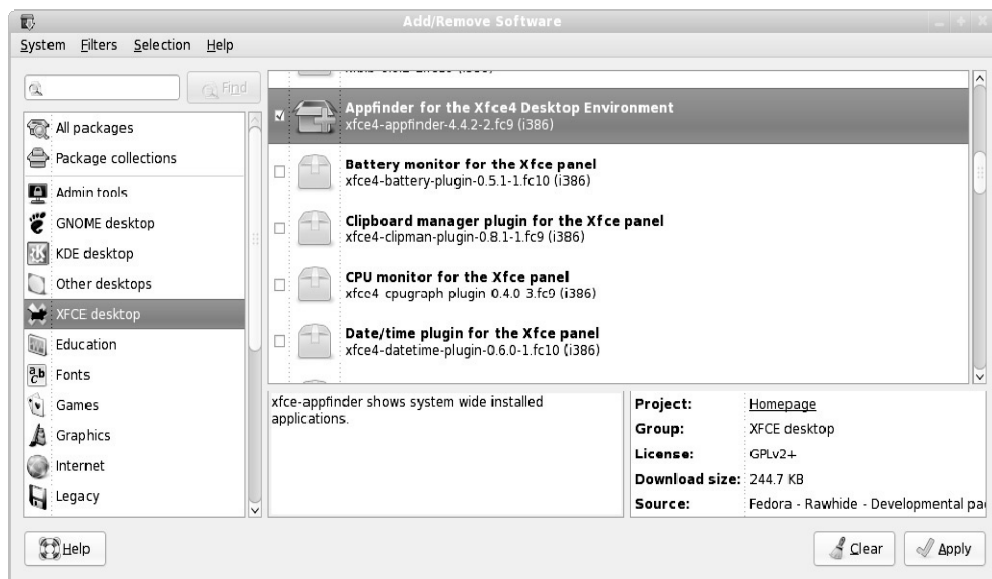 Add/Remove Software
System Filters Selection Help
Find
All packages
Package collections
Admin tools
GNOME desktop
KDE desktop
Other desktops
XFCE desktop
Education
Fonts
Games
Graphics
Internet
Legacy
Appfinder for the Xfce4 Desktop Environment
xfce4-appfinder-4.4.2-2.fc9 (i386)
Battery monitor for the Xfce panel
xfce4-battery-plugin-0.5.1-1.fc10 (i386)
Clipboard manager plugin for the Xfce panel
xfce4-clipman-plugin-0.8.1-1.fc9 (i386)
CPU monitor for the Xfce panel
xfce4-cpugraph-plugin-0.4.0-3.fc9 (i386)
Date/time plugin for the Xfce panel
xfce4-datetime-plugin-0.6.0-1.fc10 (i386)
xfce-appfinder shows system wide installed
applications.
Project: Homepage
Group: XFCE desktop
License: GPLv2+
Download size: 244.7 KB
Source: Fedora - Rawhide - Developmental pa
Help
Clear
Apply